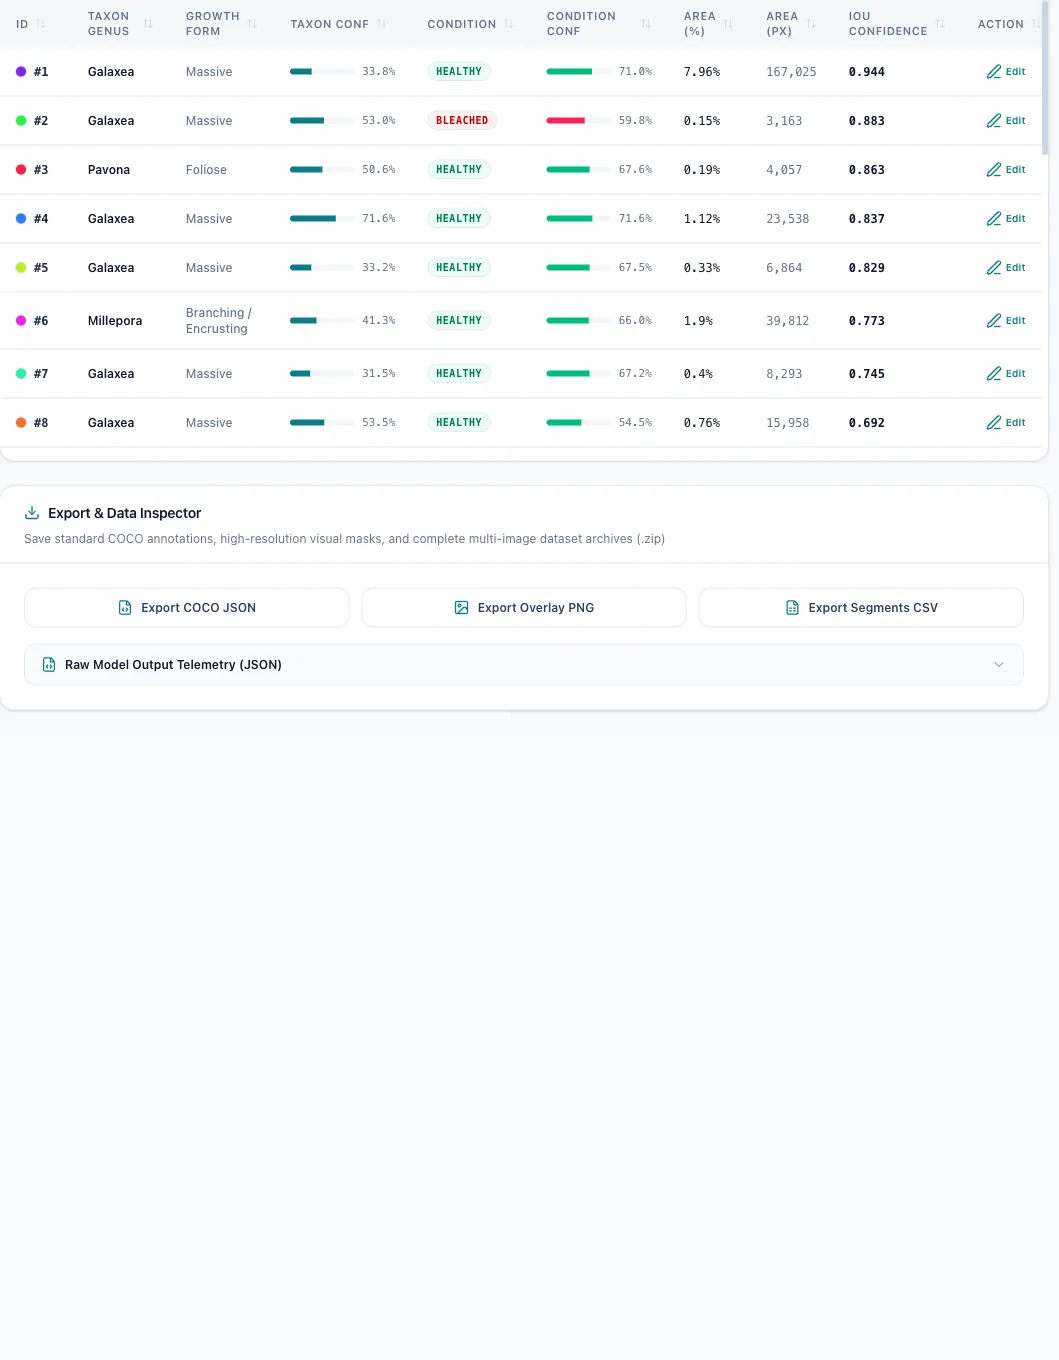 ID TAXON GENUS GROWTH FORM TAXON CONF CONDITION CONDITION CONF AREA (%) AREA (PX) IOU CONFIDENCE ACTION
#1 Galaxea Massive 33.8% HEALTHY 71.0% 7.96% 167,025 0.944 Edit
#2 Galaxea Massive 53.0% BLEACHED 59.8% 0.15% 3,163 0.883 Edit
#3 Pavona Foliose 50.6% HEALTHY 67.6% 0.19% 4,057 0.863 Edit
#4 Galaxea Massive 71.6% HEALTHY 71.6% 1.12% 23,538 0.837 Edit
#5 Galaxea Massive 33.2% HEALTHY 67.5% 0.33% 6,864 0.829 Edit
#6 Millepora Branching / Encrusting 41.3% HEALTHY 66.0% 1.9% 39,812 0.773 Edit
#7 Galaxea Massive 31.5% HEALTHY 67.2% 0.4% 8,293 0.745 Edit
#8 Galaxea Massive 53.5% HEALTHY 54.5% 0.76% 15,958 0.692 Edit
Export & Data Inspector
Save standard COCO annotations, high-resolution visual masks, and complete multi-image dataset archives (.zip)
Export COCO JSON Export Overlay PNG Export Segments CSV
Raw Model Output Telemetry (JSON)